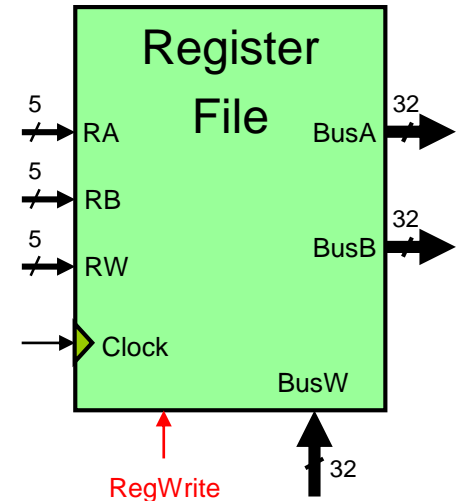 Register
File
5
RA
32
BusA
5
RB
32
BusB
5
RW
Clock
BusW
32
RegWrite